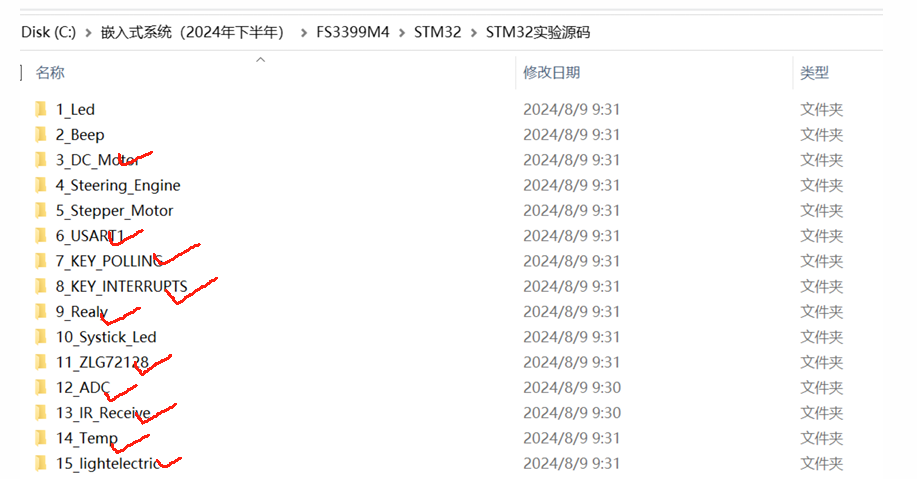 Disk (C:) > 嵌入式系统（2024年下半年） > FS3399M4 > STM32 > STM32实验源码
名称 修改日期 类型
1_Led 2024/8/9 9:31 文件夹
2_Beep 2024/8/9 9:31 文件夹
3_DC_Motor 2024/8/9 9:31 文件夹
4_Steering_Engine 2024/8/9 9:31 文件夹
5_Stepper_Motor 2024/8/9 9:31 文件夹
6_USART1 2024/8/9 9:31 文件夹
7_KEY_POLLING 2024/8/9 9:31 文件夹
8_KEY_INTERRUPTS 2024/8/9 9:31 文件夹
9_Realy 2024/8/9 9:31 文件夹
10_Systick_Led 2024/8/9 9:31 文件夹
11_ZLG72128 2024/8/9 9:31 文件夹
12_ADC 2024/8/9 9:30 文件夹
13_IR_Receive 2024/8/9 9:30 文件夹
14_Temp 2024/8/9 9:31 文件夹
15_lightelectric 2024/8/9 9:31 文件夹